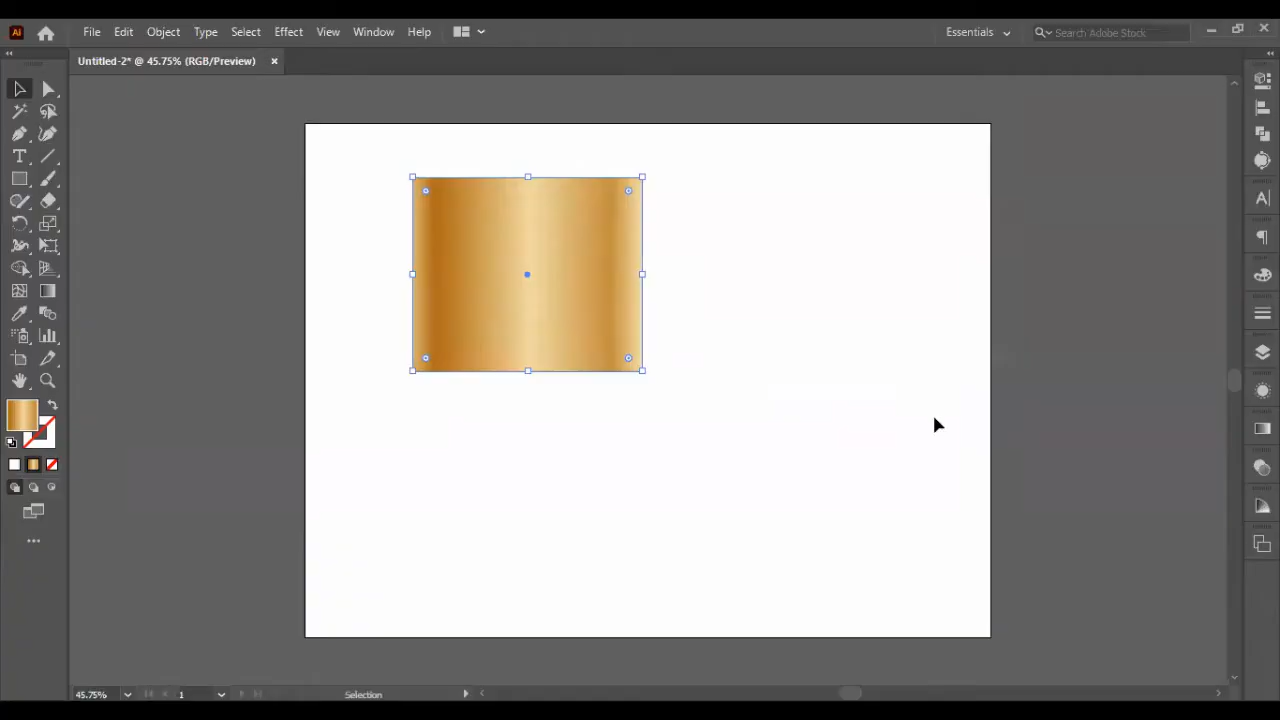 Ai File Edit Object Type Select Effect View Window Help Essentials Search Adobe Stock
Untitled-2* @ 45.75% (RGB/Preview)
45.75% 1 Selection